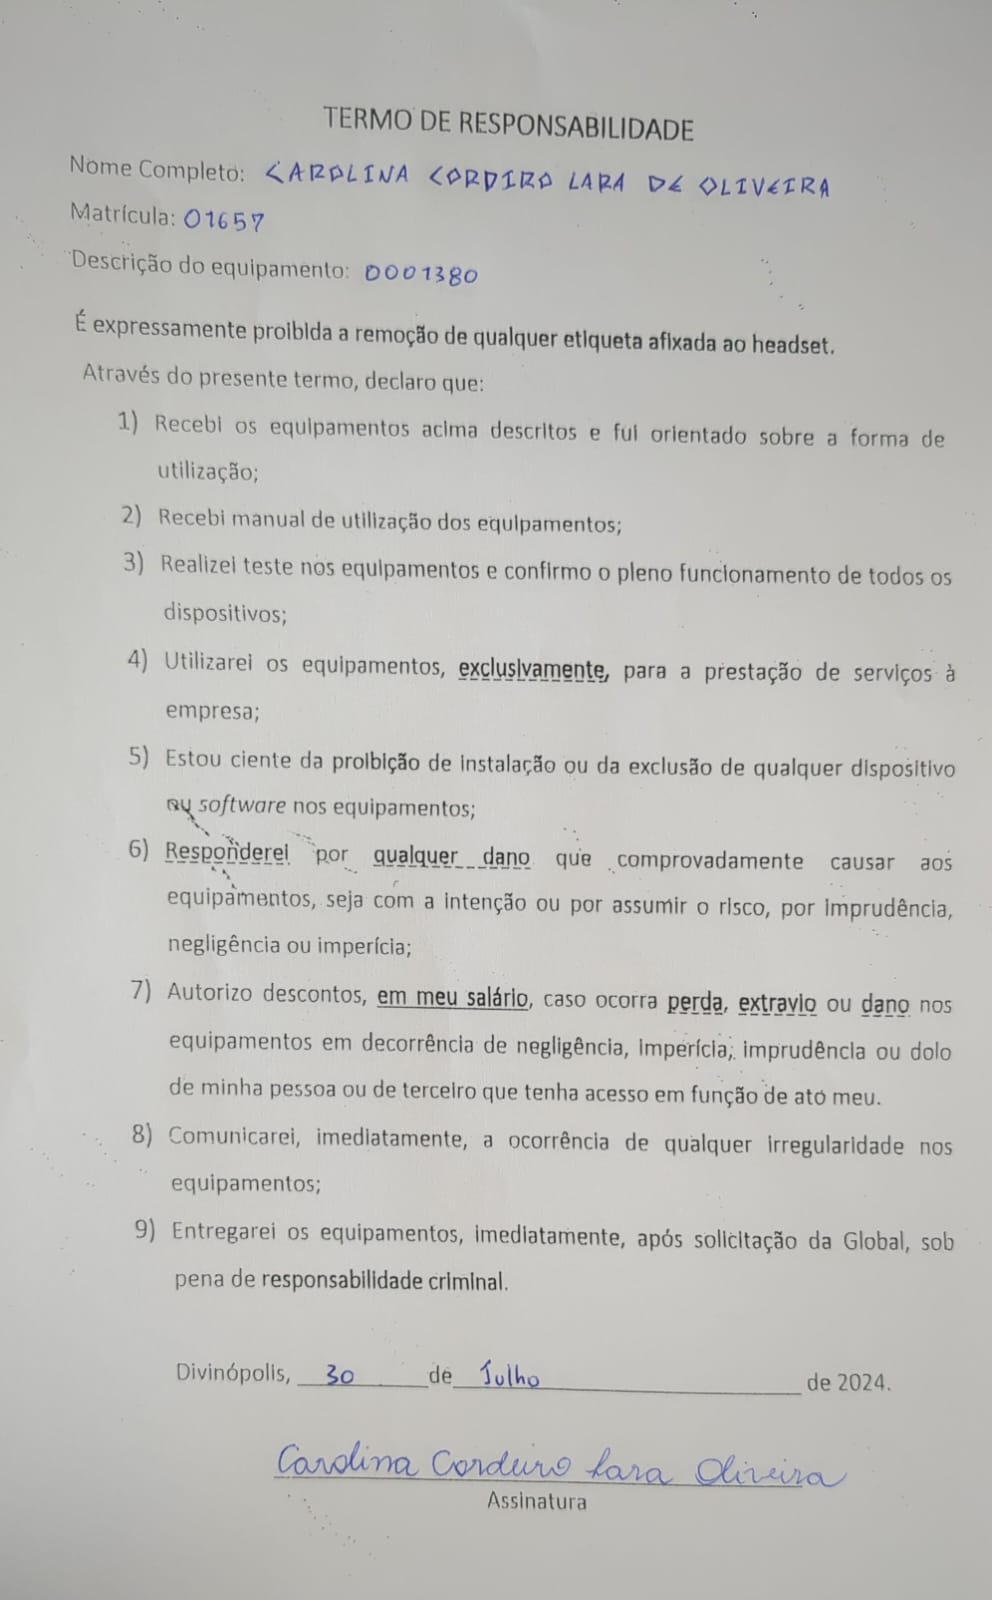 TERMO DE RESPONSABILIDADE
Nome Completo: CAROLINA CORDIRO LARA DE OLIVEIRA
Matrícula: 01657
Descrição do equipamento: 0001380
É expressamente proibida a remoção de qualquer etiqueta afixada ao headset.
Através do presente termo, declaro que:
1) Recebi os equipamentos acima descritos e fui orientado sobre a forma de
utilização;
2) Recebi manual de utilização dos equipamentos;
3) Realizei teste nos equipamentos e confirmo o pleno funcionamento de todos os
dispositivos;
4) Utilizarei os equipamentos, exclusivamente, para a prestação de serviços à
empresa;
5) Estou ciente da proibição de instalação ou da exclusão de qualquer dispositivo
ou software nos equipamentos;
6) Responderei por qualquer dano que comprovadamente causar aos
equipamentos, seja com a intenção ou por assumir o risco, por imprudência,
negligência ou imperícia;
7) Autorizo descontos, em meu salário, caso ocorra perda, extravio ou dano nos
equipamentos em decorrência de negligência, imperícia, imprudência ou dolo
de minha pessoa ou de terceiro que tenha acesso em função de ato meu.
8) Comunicarei, imediatamente, a ocorrência de qualquer irregularidade nos
equipamentos;
9) Entregarei os equipamentos, imediatamente, após solicitação da Global, sob
pena de responsabilidade criminal.
Divinópolis, 30 de Julho de 2024.
Carolina Cordeiro Lara Oliveira
Assinatura